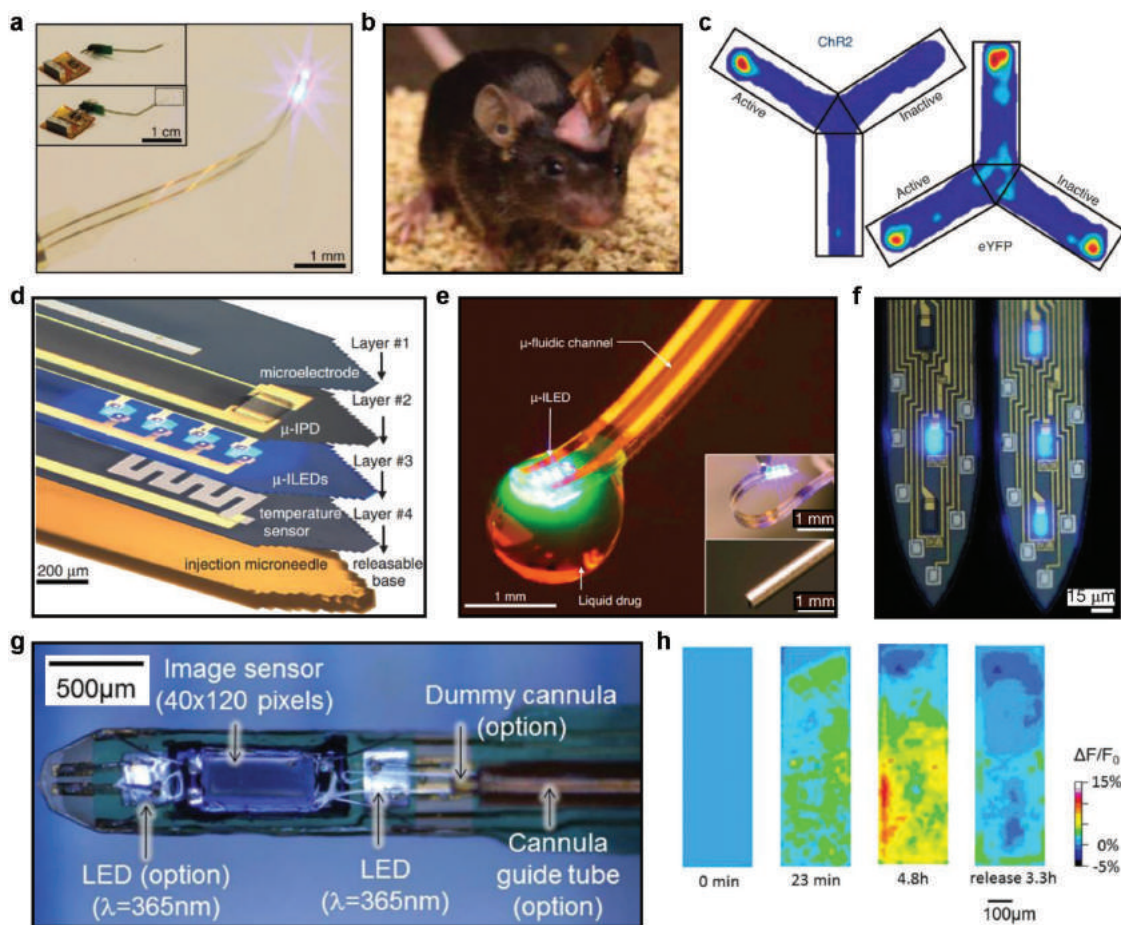 a
1 cm
1 mm
b
c
ChR2
Active
Inactive
Active
Inactive
eYFP
d
Layer #1
microelectrode
Layer #2
μ-IPD
Layer #3
μ-ILEDs
temperature
sensor
Layer #4
injection microneedle
releasable
base
200 μm
e
μ-fluidic channel
μ-ILED
1 mm
Liquid drug
1 mm
1 mm
f
15 μm
g
500μm
Image sensor
(40x120 pixels)
Dummy cannula
(option)
LED (option)
(λ=365nm)
LED
(λ=365nm)
Cannula
guide tube
(option)
h
ΔF/F0
15%
0%
-5%
0 min
23 min
4.8h
release 3.3h
100μm